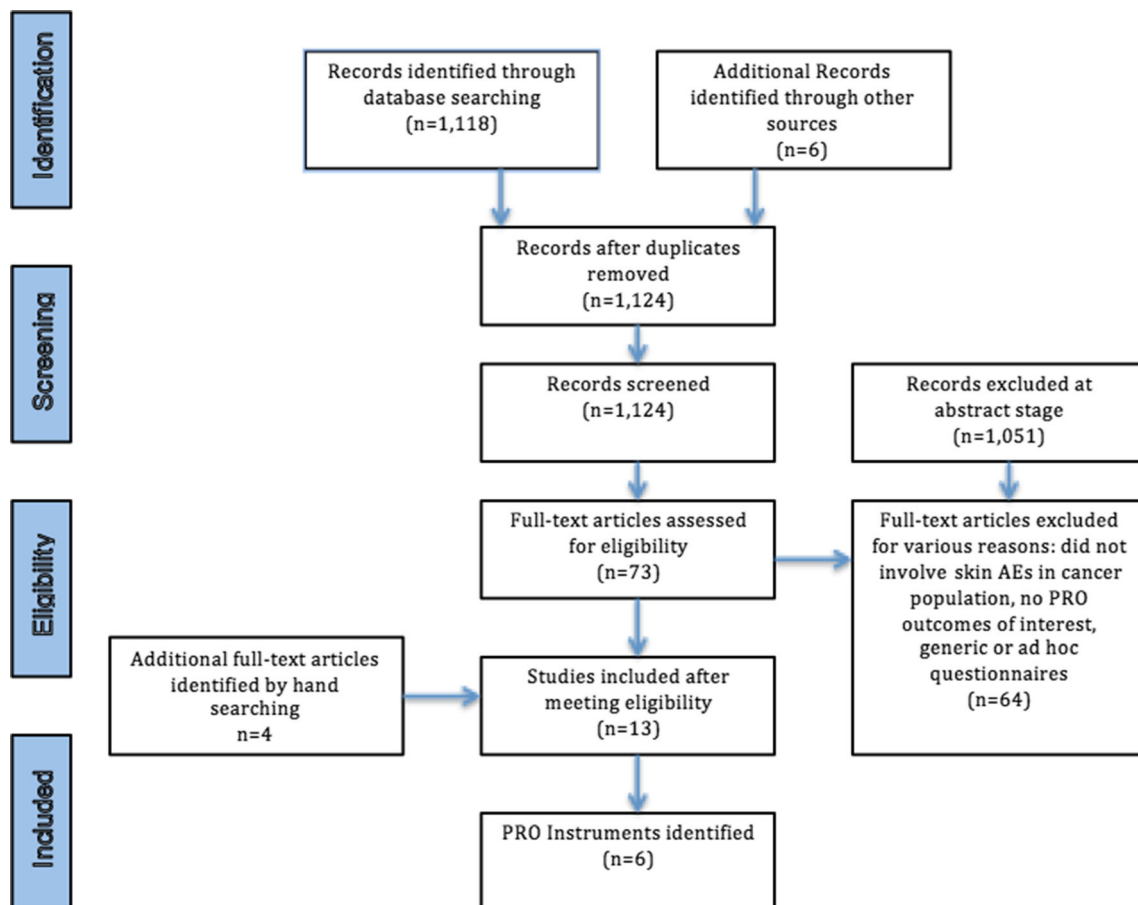 Identification
Records identified through
database searching
(n=1,118)
Additional Records
identified through other
sources
(n=6)
Records after duplicates
removed
(n=1,124)
Screening
Records screened
(n=1,124)
Records excluded at
abstract stage
(n=1,051)
Eligibility
Full-text articles assessed
for eligibility
(n=73)
Full-text articles excluded
for various reasons: did not
involve skin AEs in cancer
population, no PRO
outcomes of interest,
generic or ad hoc
questionnaires
(n=64)
Additional full-text articles
identified by hand
searching
n=4
Studies included after
meeting eligibility
(n=13)
Included
PRO Instruments identified
(n=6)